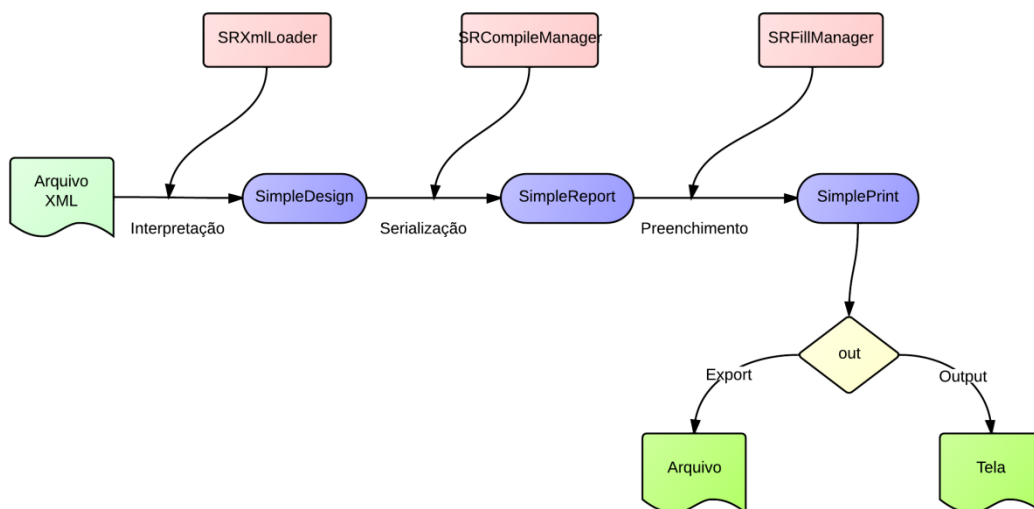 SRXmlLoader
SRCompileManager
SRFillManager
Arquivo
XML
SimpleDesign
SimpleReport
SimplePrint
Interpretação
Serialização
Preenchimento
out
Export
Output
Arquivo
Tela